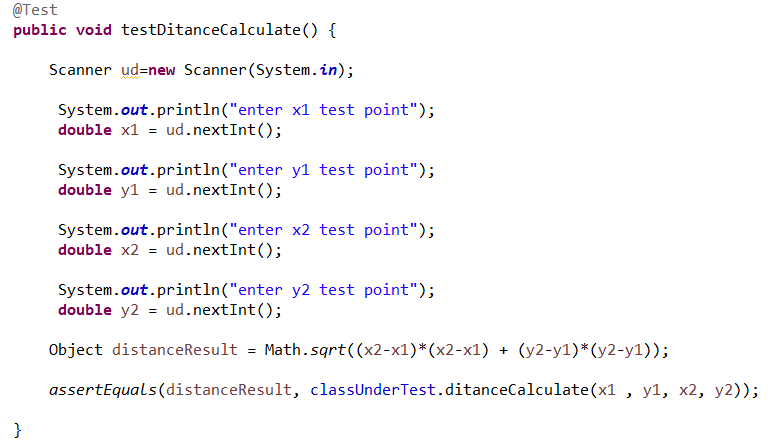 @Test
public void testDitanceCalculate() {
Scanner ud=new Scanner(System.in);
System.out.println("enter x1 test point");
double x1 = ud.nextInt();
System.out.println("enter y1 test point");
double y1 = ud.nextInt();
System.out.println("enter x2 test point");
double x2 = ud.nextInt();
System.out.println("enter y2 test point");
double y2 = ud.nextInt();
Object distanceResult = Math.sqrt((x2-x1)*(x2-x1) + (y2-y1)*(y2-y1));
assertEquals(distanceResult, classUnderTest.ditanceCalculate(x1 , y1, x2, y2));
}